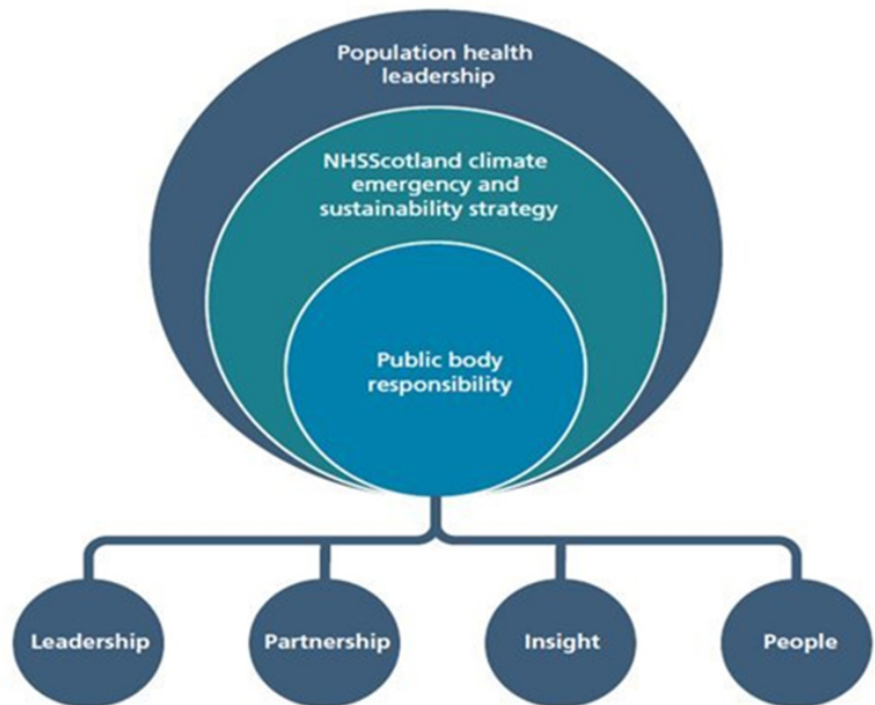 Population health
leadership
NHSScotland climate
emergency and
sustainability strategy
Public body
responsibility
Leadership
Partnership
Insight
People